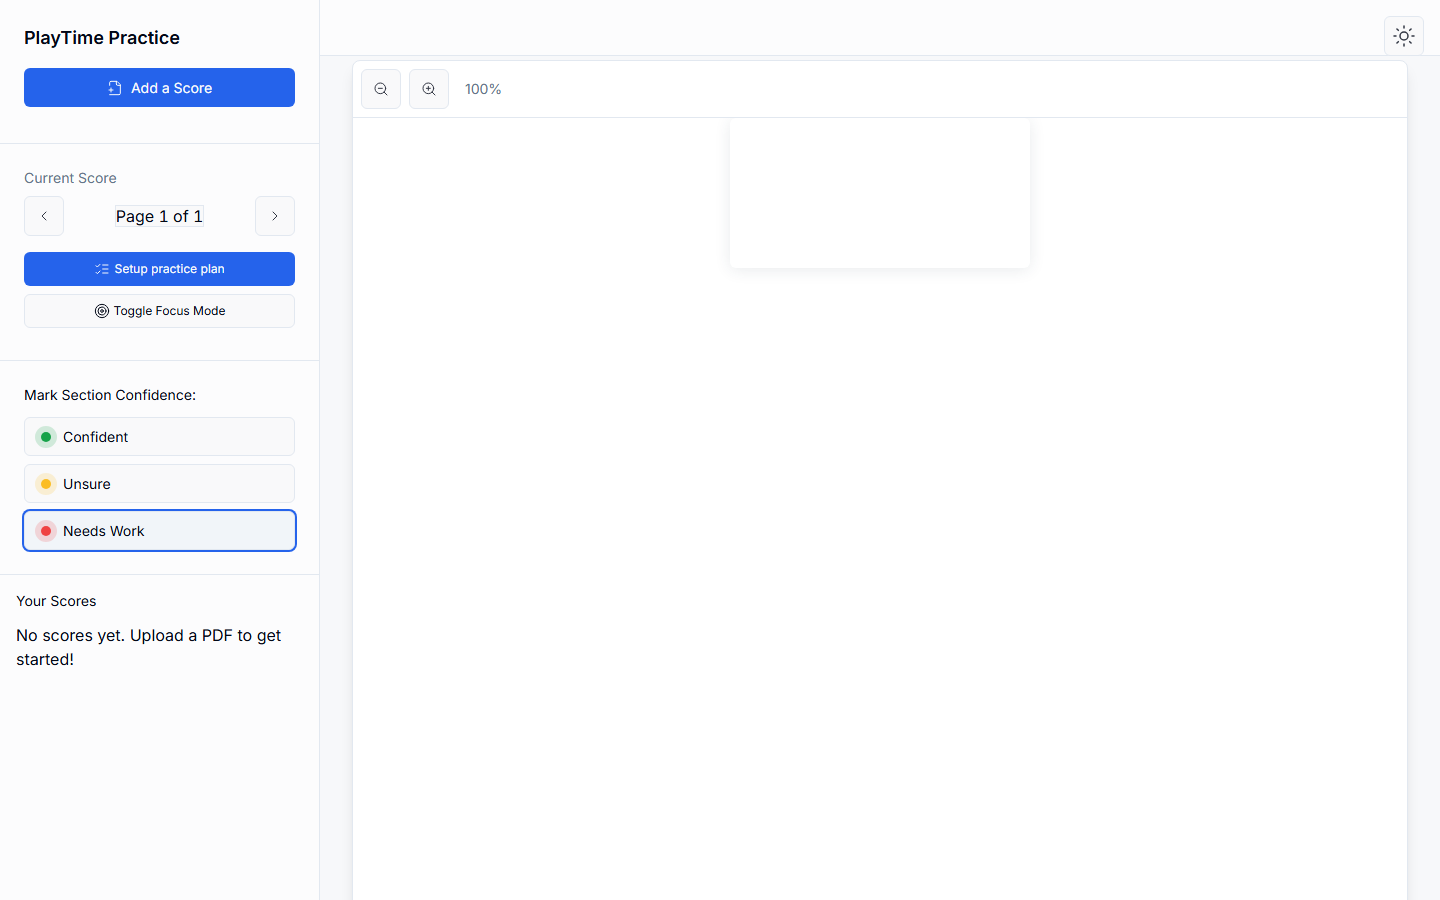 PlayTime Practice
Add a Score
Current Score
Page 1 of 1
Setup practice plan
Toggle Focus Mode
Mark Section Confidence:
Confident
Unsure
Needs Work
Your Scores
No scores yet. Upload a PDF to get
started!
100%